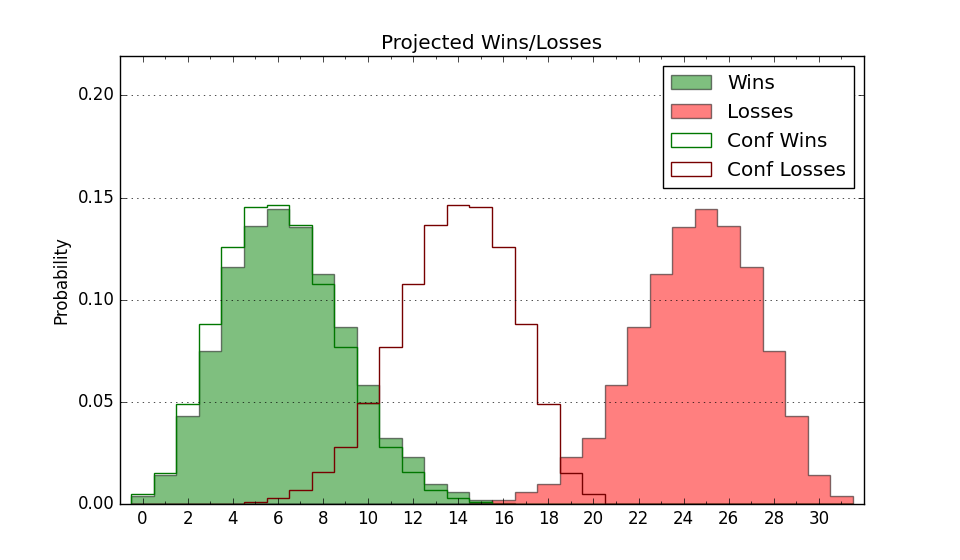 Projected Wins/Losses
Wins
Losses
Conf Wins
Conf Losses
Probability
0.20
0.15
0.10
0.05
0.00
0 2 4 6 8 10 12 14 16 18 20 22 24 26 28 30